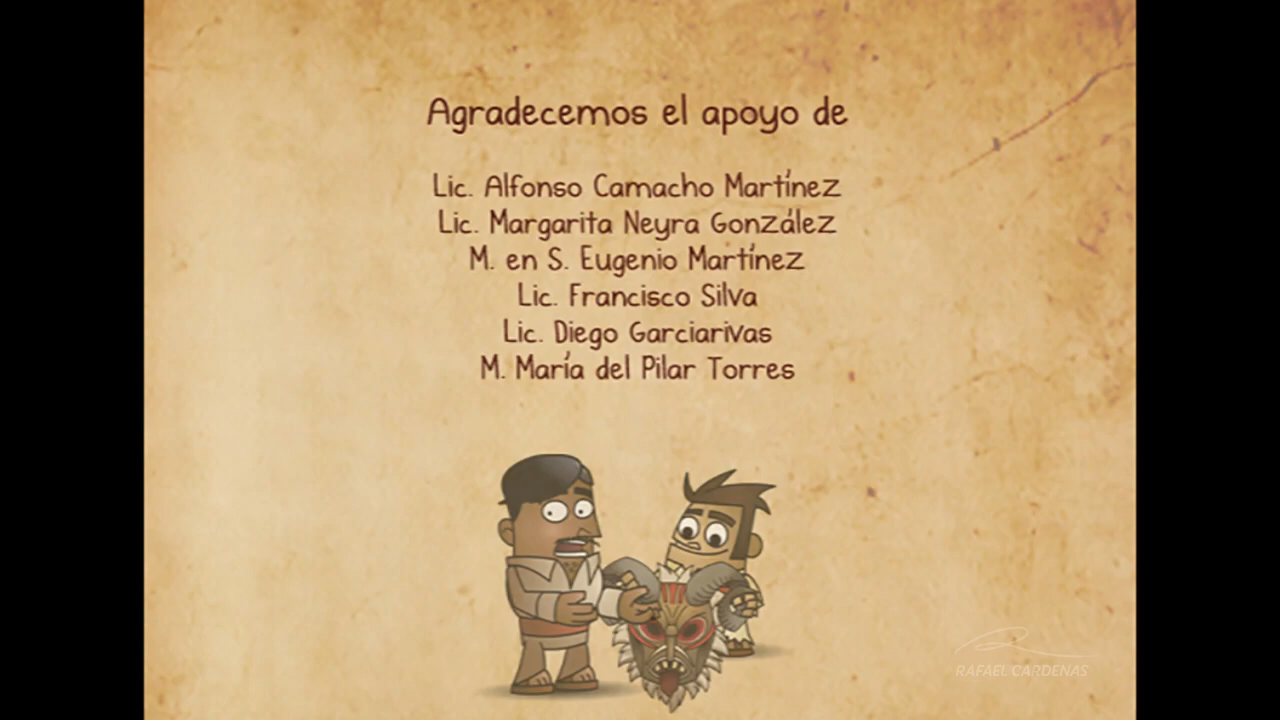 Agradecemos el apoyo de
Lic. Alfonso Camacho Martínez
Lic. Margarita Neyra González
M. en S. Eugenio Martínez
Lic. Francisco Silva
Lic. Diego Garciarivas
M. María del Pilar Torres
RAFAEL CARDENAS